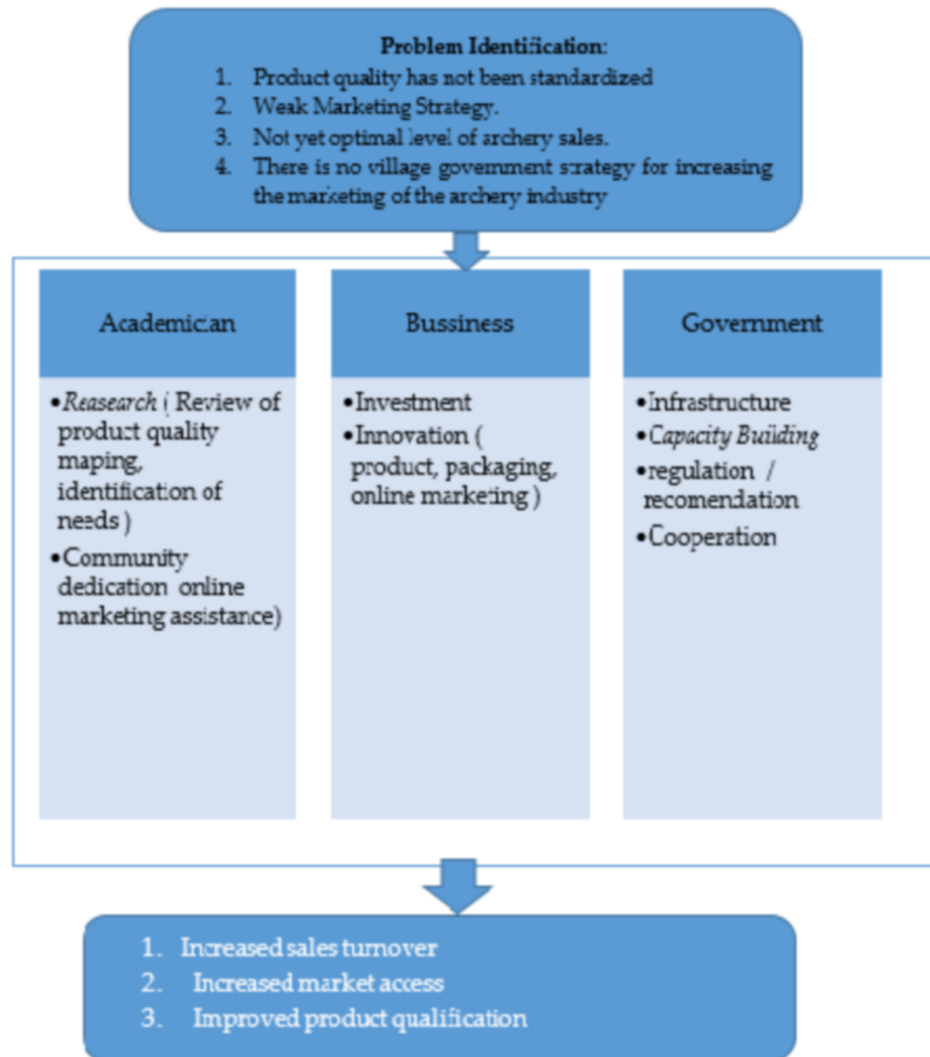 Problem Identification:
1. Product quality has not been standardized
2. Weak Marketing Strategy.
3. Not yet optimal level of archery sales.
4. There is no village government strategy for increasing
the marketing of the archery industry
Academician
•Reasearch ( Review of
product quality
maping,
identification of
needs )
•Community
dedication online
marketing assistance)
Bussiness
•Investment
•Innovation (
product, packaging,
online marketing )
Government
•Infrastructure
•Capacity Building
•regulation /
recomendation
•Cooperation
1. Increased sales turnover
2. Increased market access
3. Improved product qualification